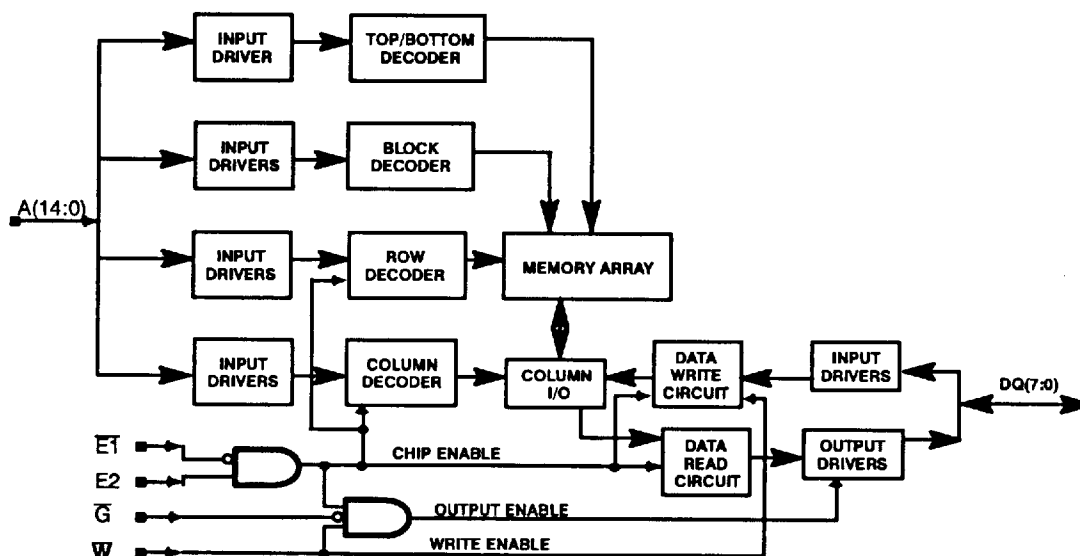 INPUT
DRIVER
TOP/BOTTOM
DECODER
INPUT
DRIVERS
BLOCK
DECODER
A(14:0)
INPUT
DRIVERS
ROW
DECODER
MEMORY ARRAY
INPUT
DRIVERS
COLUMN
DECODER
COLUMN
I/O
DATA
WRITE
CIRCUIT
INPUT
DRIVERS
DQ(7:0)
E1
E2
CHIP ENABLE
DATA
READ
CIRCUIT
OUTPUT
DRIVERS
G
OUTPUT ENABLE
W
WRITE ENABLE